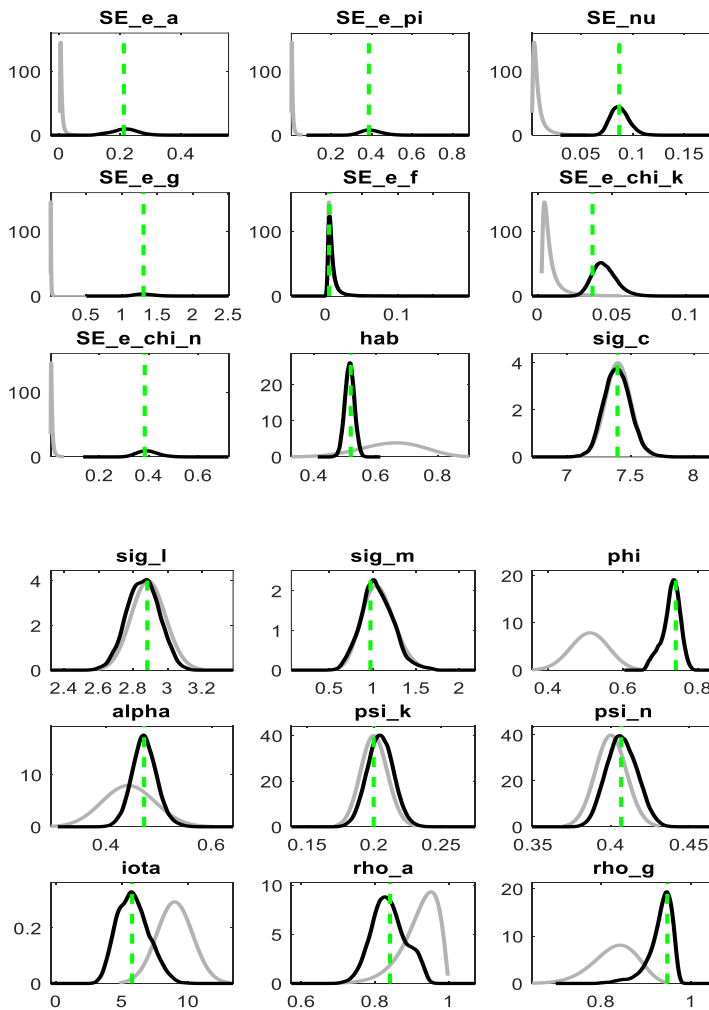 SE_e_a SE_e_pi SE_nu
100 100 100
0 0 0
0 0.2 0.4 0.2 0.4 0.6 0.8 0.05 0.1 0.15
SE_e_g SE_e_f SE_e_chi_k
100 100 100
0 0 0
0.5 1 1.5 2 2.5 0 0.1 0 0.05 0.1
SE_e_chi_n hab sig_c
100 20 4
10 2
0 0 0
0.2 0.4 0.6 0.4 0.6 0.8 7 7.5 8
sig_l sig_m phi
4 2 20
2 1 10
0 0 0
2.4 2.6 2.8 3 3.2 0.5 1 1.5 2 0.4 0.6 0.8
alpha psi_k psi_n
10 40 40
20 20
0 0 0
0.4 0.6 0.15 0.2 0.25 0.35 0.4 0.45
iota rho_a rho_g
0.2 10 20
5 10
0 0 0
0 5 10 0.6 0.8 1 0.8 1